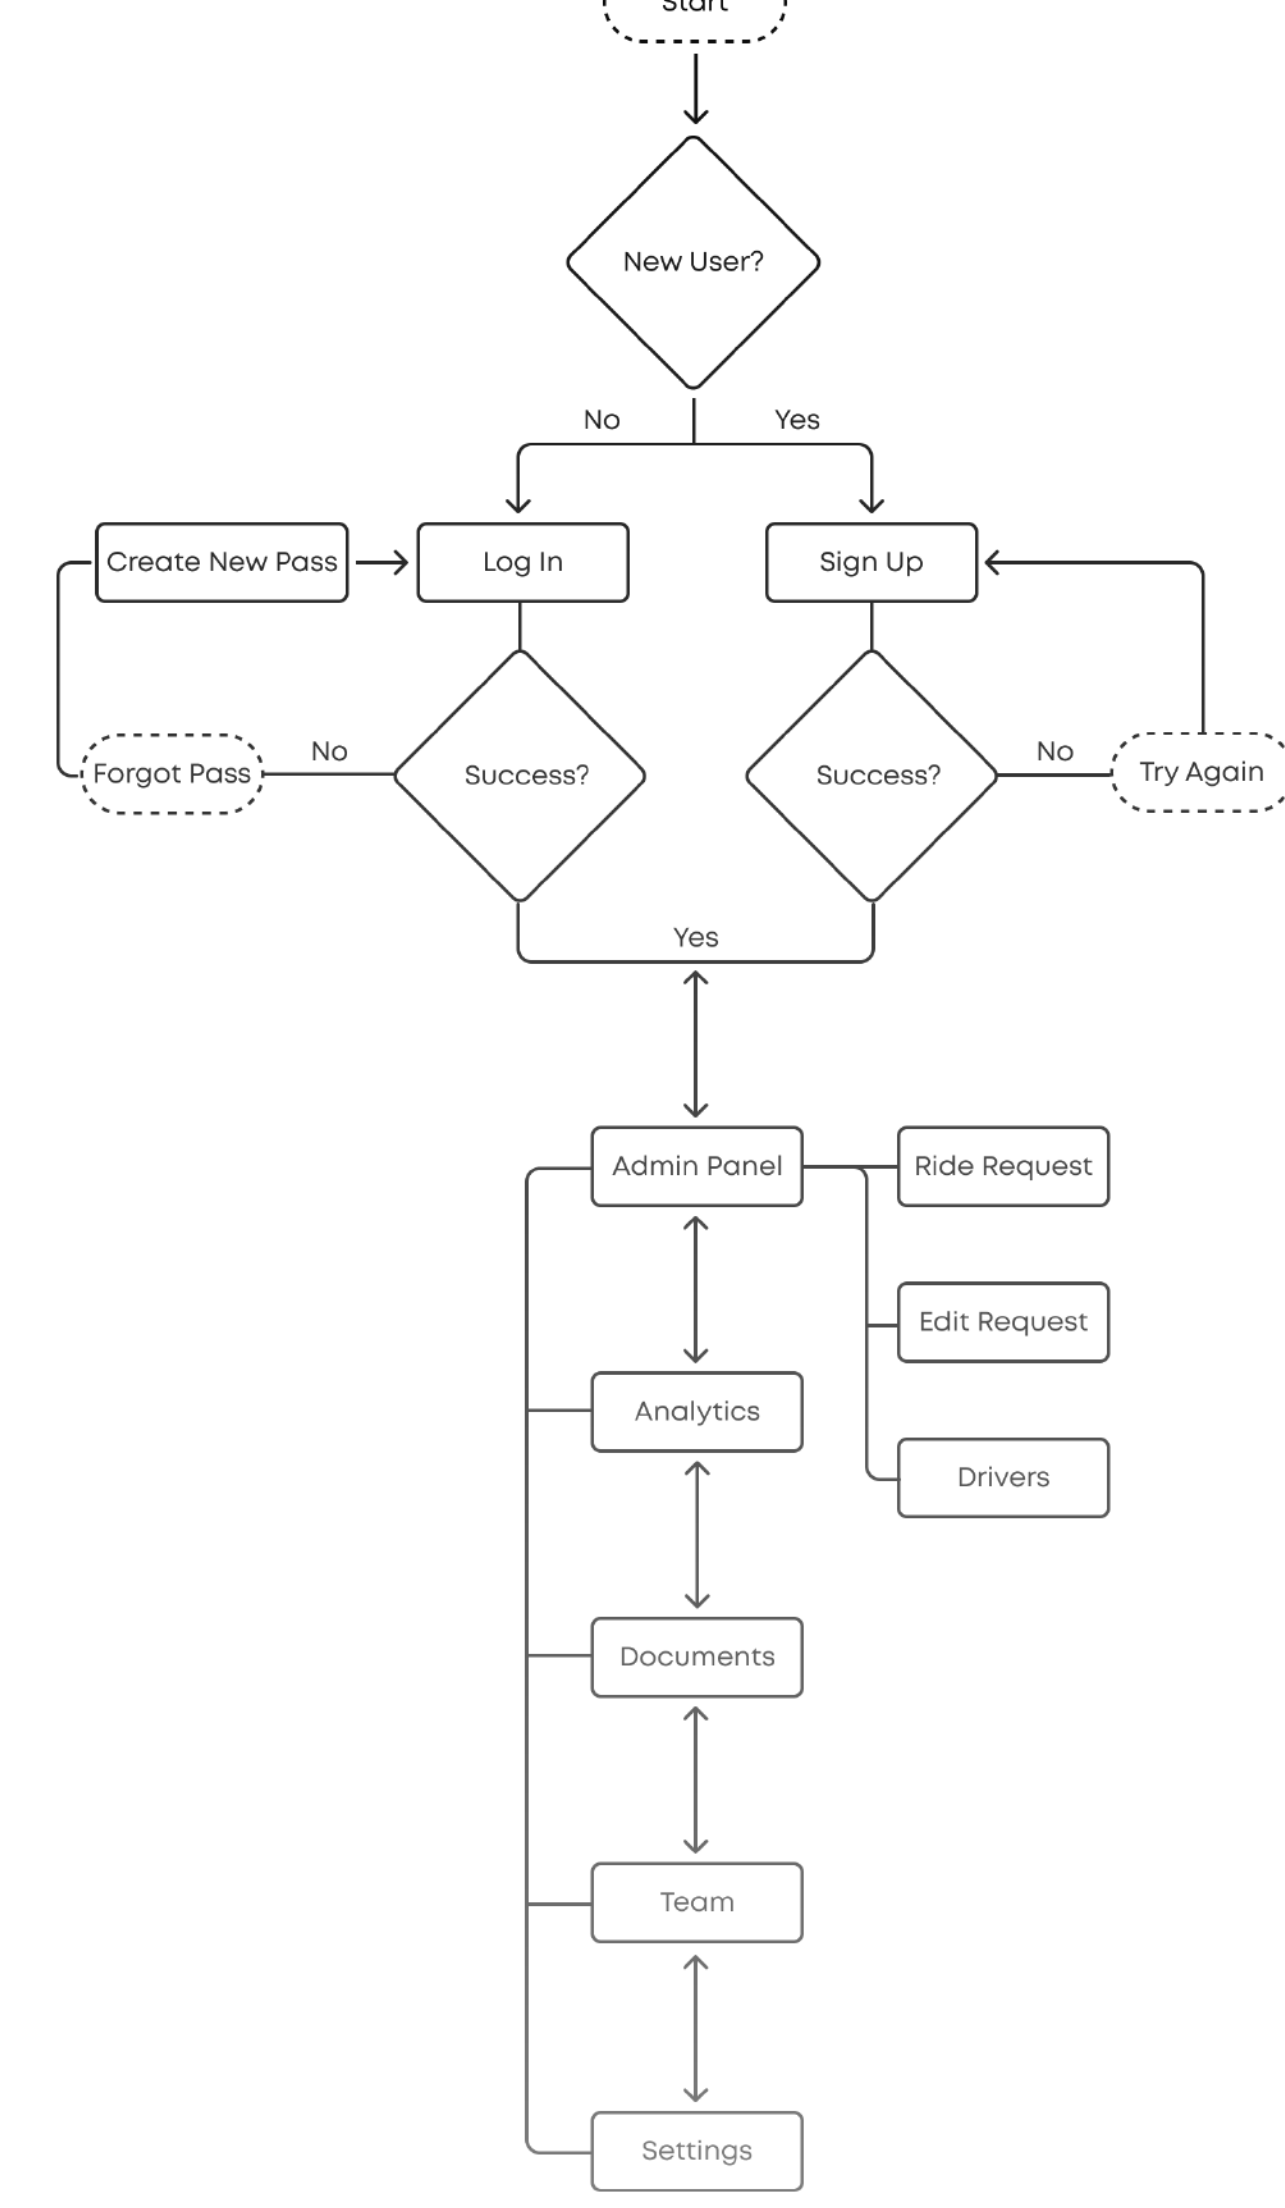 Start
New User?
No
Yes
Create New Pass
Log In
Sign Up
Forgot Pass
No
Success?
Success?
No
Try Again
Yes
Admin Panel
Ride Request
Edit Request
Analytics
Drivers
Documents
Team
Settings